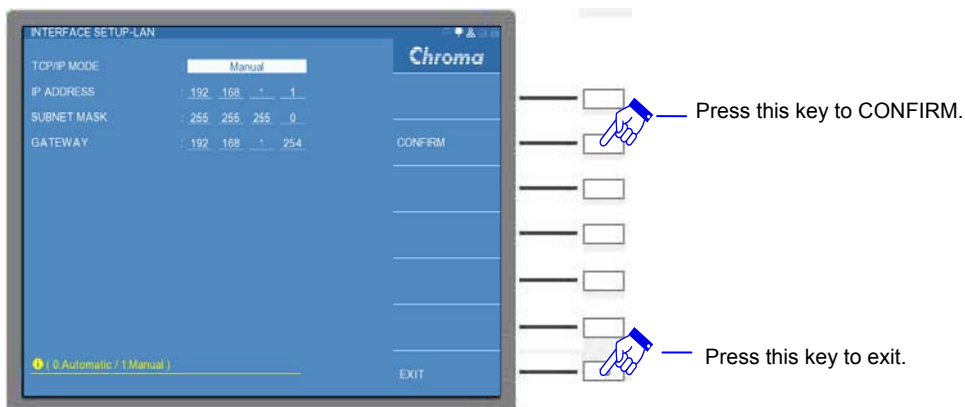 INTERFACE SETUP-LAN
Chroma
TCP/IP MODE : Manual
IP ADDRESS : 192 168 1 1
SUBNET MASK : 255 255 255 0
GATEWAY : 192 168 1 254
CONFIRM
Press this key to CONFIRM.
( 0:Automatic / 1:Manual )
EXIT
Press this key to exit.